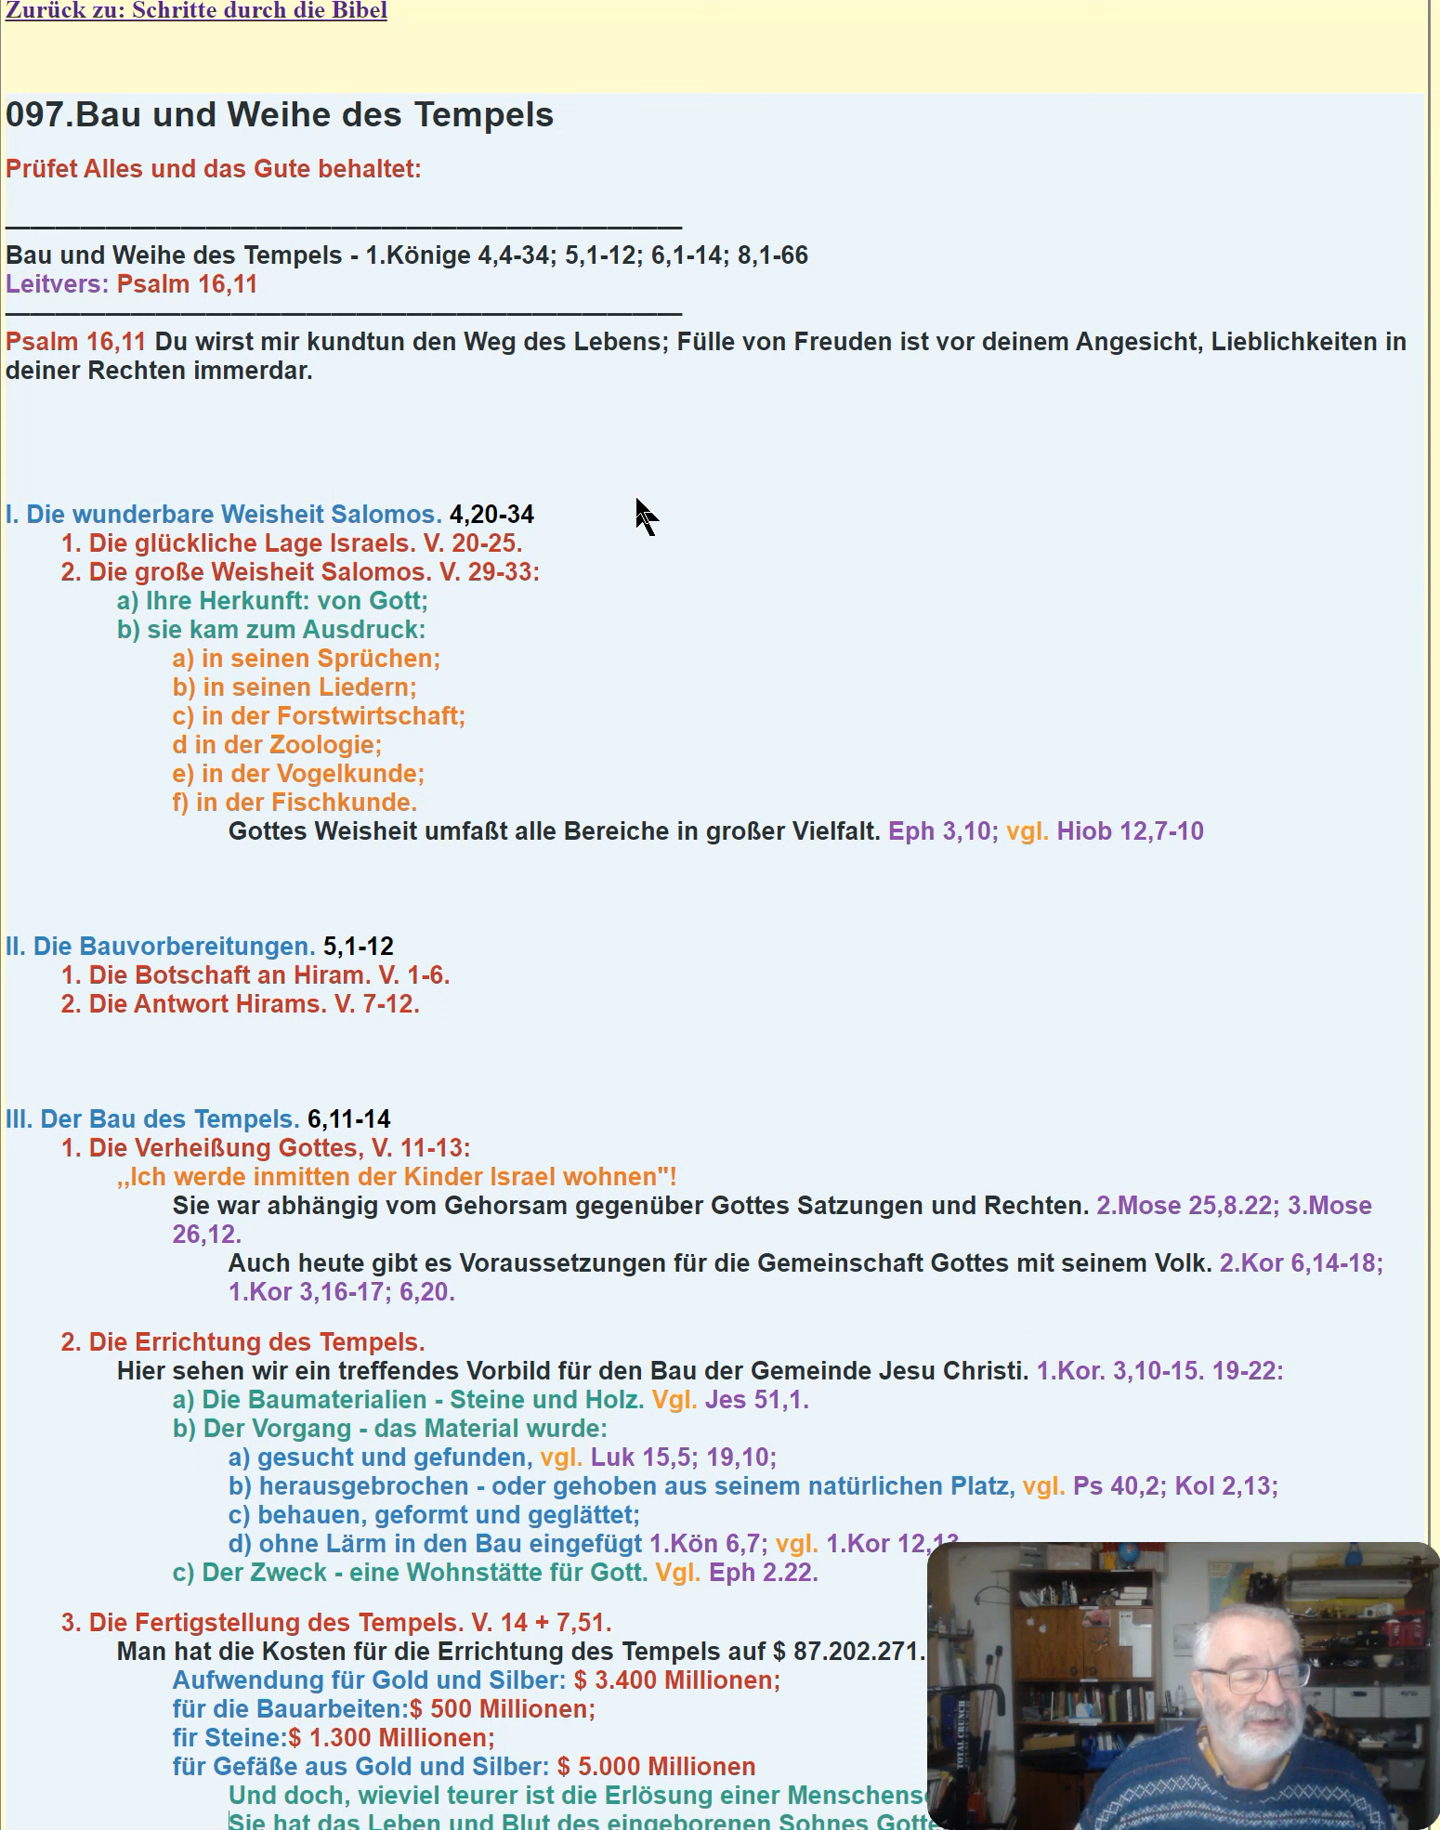 Zurück zu: Schritte durch die Bibel
097.Bau und Weihe des Tempels
Prüfet Alles und das Gute behaltet:
Bau und Weihe des Tempels - 1.Könige 4,4-34; 5,1-12; 6,1-14; 8,1-66
Leitvers: Psalm 16,11
Psalm 16,11 Du wirst mir kundtun den Weg des Lebens; Fülle von Freuden ist vor deinem Angesicht, Lieblichkeiten in
deiner Rechten immerdar.
I. Die wunderbare Weisheit Salomos. 4,20-34
1. Die glückliche Lage Israels. V. 20-25.
2. Die große Weisheit Salomos. V. 29-33:
a) Ihre Herkunft: von Gott;
b) sie kam zum Ausdruck:
a) in seinen Sprüchen;
b) in seinen Liedern;
c) in der Forstwirtschaft;
d in der Zoologie;
e) in der Vogelkunde;
f) in der Fischkunde.
Gottes Weisheit umfaßt alle Bereiche in großer Vielfalt. Eph 3,10; vgl. Hiob 12,7-10
II. Die Bauvorbereitungen. 5,1-12
1. Die Botschaft an Hiram. V. 1-6.
2. Die Antwort Hirams. V. 7-12.
III. Der Bau des Tempels. 6,11-14
1. Die Verheißung Gottes, V. 11-13:
,,Ich werde inmitten der Kinder Israel wohnen"!
Sie war abhängig vom Gehorsam gegenüber Gottes Satzungen und Rechten. 2.Mose 25,8.22; 3.Mose
26,12.
Auch heute gibt es Voraussetzungen für die Gemeinschaft Gottes mit seinem Volk. 2.Kor 6,14-18;
1.Kor 3,16-17; 6,20.
2. Die Errichtung des Tempels.
Hier sehen wir ein treffendes Vorbild für den Bau der Gemeinde Jesu Christi. 1.Kor. 3,10-15. 19-22:
a) Die Baumaterialien - Steine und Holz. Vgl. Jes 51,1.
b) Der Vorgang - das Material wurde:
a) gesucht und gefunden, vgl. Luk 15,5; 19,10;
b) herausgebrochen - oder gehoben aus seinem natürlichen Platz, vgl. Ps 40,2; Kol 2,13;
c) behauen, geformt und geglättet;
d) ohne Lärm in den Bau eingefügt 1.Kön 6,7; vgl. 1.Kor 12,13
c) Der Zweck - eine Wohnstätte für Gott. Vgl. Eph 2.22.
3. Die Fertigstellung des Tempels. V. 14 + 7,51.
Man hat die Kosten für die Errichtung des Tempels auf $ 87.202.271.
Aufwendung für Gold und Silber: $ 3.400 Millionen;
für die Bauarbeiten:$ 500 Millionen;
fir Steine:$ 1.300 Millionen;
für Gefäße aus Gold und Silber: $ 5.000 Millionen
Und doch, wieviel teurer ist die Erlösung einer Menschens
Sie hat das Leben und Blut des eingeborenen Sohnes Gotte
TOTAL CRUNCH